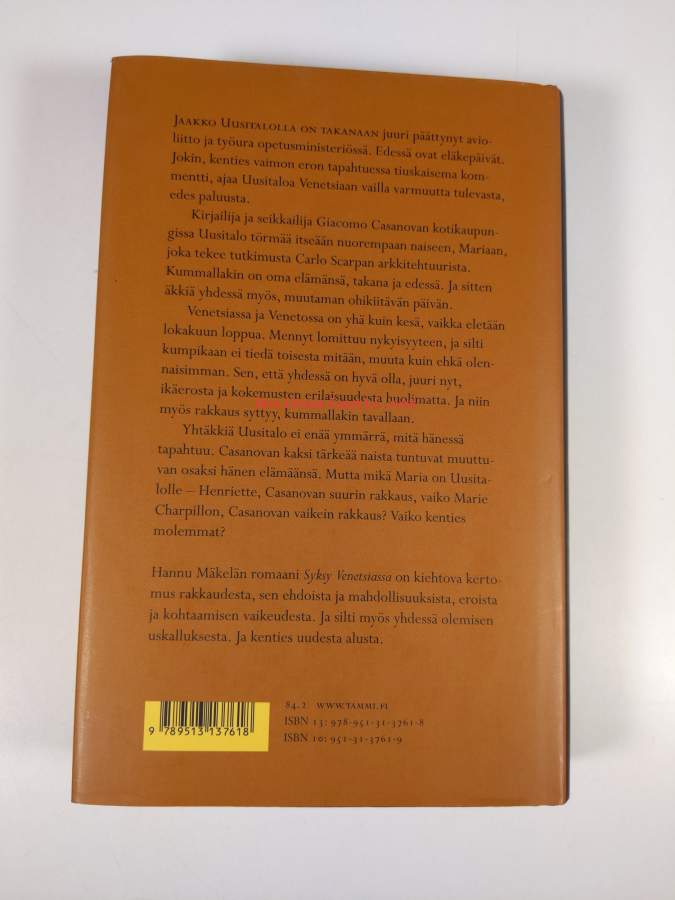 JAAKKO UUSITALOLLA ON TAKANAAN juuri päättynyt avio-
liitto ja työura opetusministeriössä. Edessä ovat eläkepäivät.
Jokin, kenties vaimon eron tapahtuessa tiuskaisema kom-
mentti, ajaa Uusitaloa Venetsiaan vailla varmuutta tulevasta,
edes paluusta.
Kirjailija ja seikkailija Giacomo Casanovan kotikaupun-
gissa Uusitalo törmää itseään nuorempaan naiseen, Mariaan,
joka tekee tutkimusta Carlo Scarpan arkkitehtuurista.
Kummallakin on oma elämänsä, takana ja edessä. Ja sitten
äkkiä yhdessä myös, muutaman ohikiitävän päivän.
Venetsiassa ja Venetossa on yhä kuin kesä, vaikka eletään
lokakuun loppua. Mennyt lomittuu nykyisyyteen, ja silti
kumpikaan ei tiedä toisesta mitään, muuta kuin ehkä olen-
naisimman. Sen, että yhdessä on hyvä olla, juuri nyt,
ikäerosta ja kokemusten erilaisuudesta huolimatta. Ja niin
myös rakkaus syttyy, kummallakin tavallaan.
Yhtäkkiä Uusitalo ei enää ymmärrä, mitä hänessä
tapahtuu. Casanovan kaksi tärkeää naista tuntuvat muuttu-
van osaksi hänen elämäänsä. Mutta mikä Maria on Uusita-
lolle – Henriette, Casanovan suurin rakkaus, vaiko Marie
Charpillon, Casanovan vaikein rakkaus? Vaiko kenties
molemmat?
Hannu Mäkelän romaani Syksy Venetsiassa on kiehtova kerto-
mus rakkaudesta, sen ehdoista ja mahdollisuuksista, eroista
ja kohtaamisen vaikeudesta. Ja silti myös yhdessä olemisen
uskalluksesta. Ja kenties uudesta alusta.
84.2 WWW.TAMMI.FI
ISBN 13: 978-951-31-3761-8
ISBN 10: 951-31-3761-9
9 789513 137618